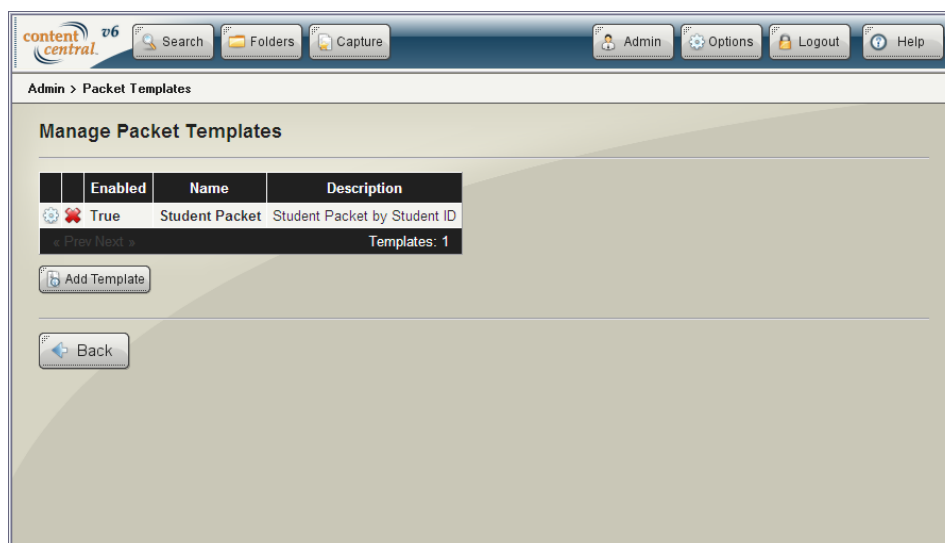 content central v6 Search Folders Capture Admin Options Logout Help
Admin > Packet Templates
Manage Packet Templates
Enabled Name Description
True Student Packet Student Packet by Student ID
« Prev Next » Templates: 1
Add Template
Back